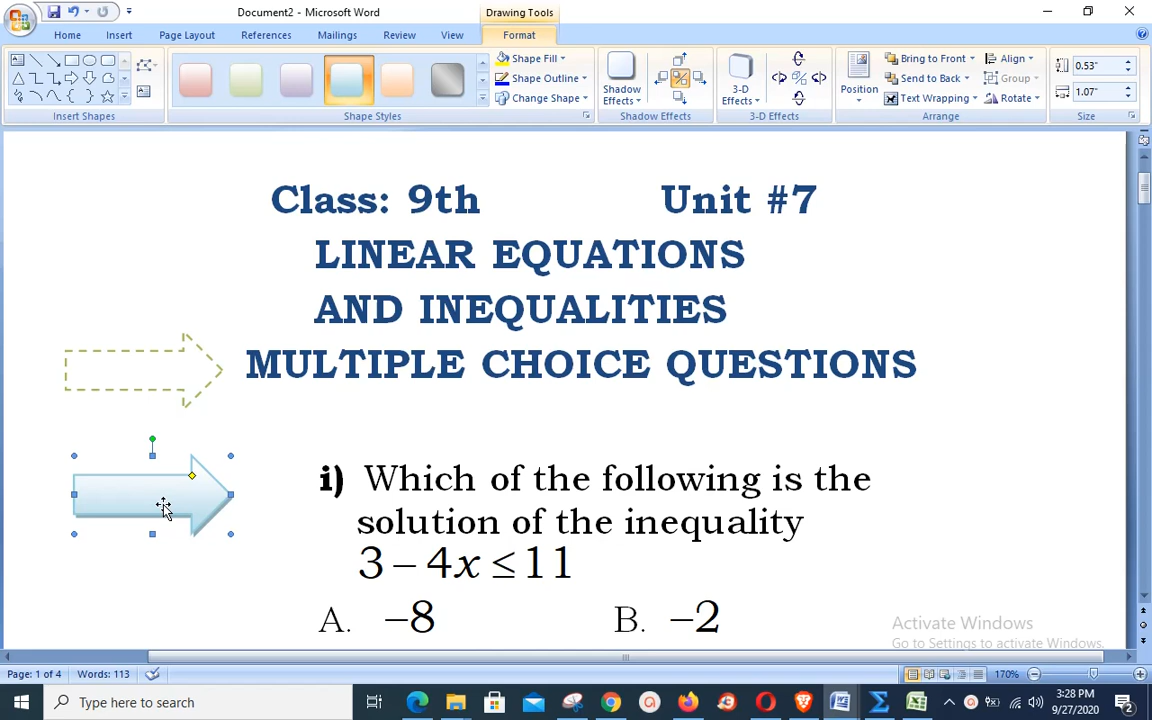 Document2 - Microsoft Word
Drawing Tools
Home Insert Page Layout References Mailings Review View Format
Insert Shapes
Shape Fill
Shape Outline
Change Shape
Shape Styles
Shadow Effects
Shadow Effects
3-D Effects
3-D Effects
Position
Bring to Front
Send to Back
Text Wrapping
Align
Group
Rotate
Arrange
0.53"
1.07"
Size
Class: 9th Unit #7
LINEAR EQUATIONS
AND INEQUALITIES
MULTIPLE CHOICE QUESTIONS
i) Which of the following is the
solution of the inequality
3 – 4x ≤ 11
A. –8 B. –2
Activate Windows
Go to Settings to activate Windows.
Page: 1 of 4 Words: 113 170%
Type here to search
3:28 PM
9/27/2020
2